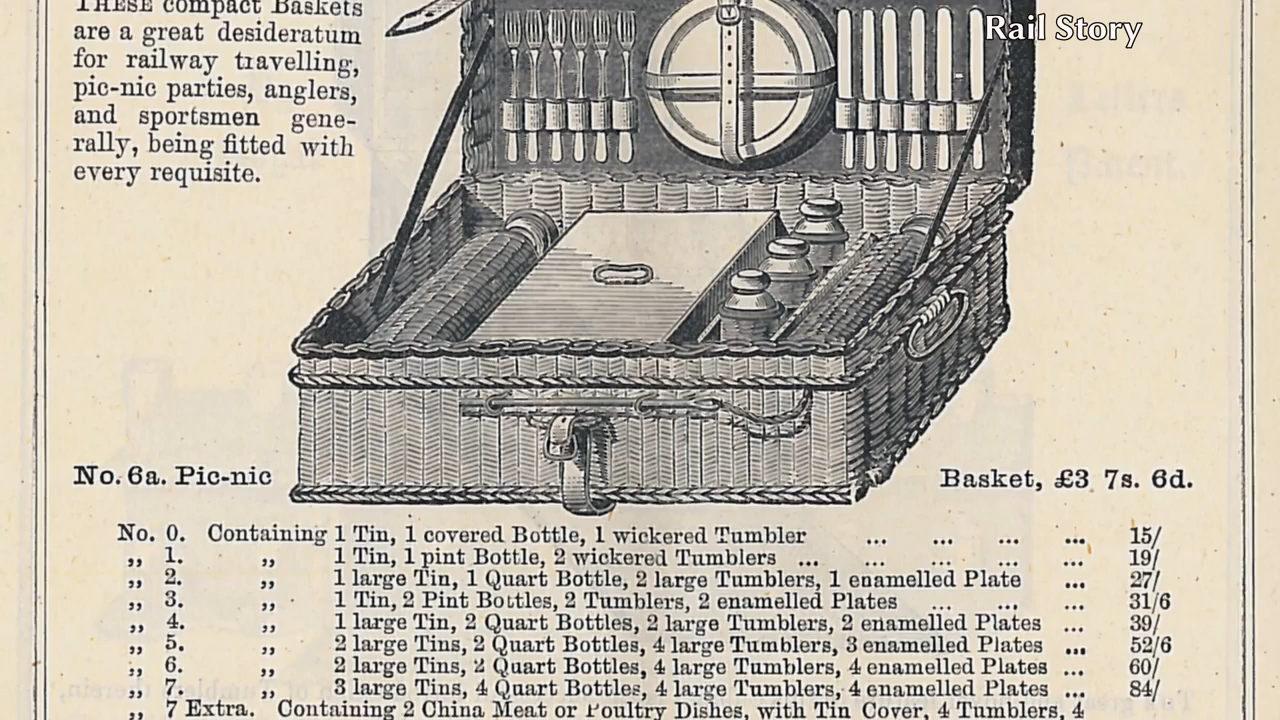 Rail Story
THESE compact Baskets
are a great desideratum
for railway travelling,
pic-nic parties, anglers,
and sportsmen gene-
rally, being fitted with
every requisite.
No. 6a. Pic-nic Basket, £3 7s. 6d.
No. 0. Containing 1 Tin, 1 covered Bottle, 1 wickered Tumbler ... ... ... ... 15/
„ 1. „ 1 Tin, 1 pint Bottle, 2 wickered Tumblers ... ... ... ... ... 19/
„ 2. „ 1 large Tin, 1 Quart Bottle, 2 large Tumblers, 1 enamelled Plate ... 27/
„ 3. „ 1 Tin, 2 Pint Bottles, 2 Tumblers, 2 enamelled Plates ... ... ... 31/6
„ 4. „ 1 large Tin, 2 Quart Bottles, 2 large Tumblers, 2 enamelled Plates ... 39/
„ 5. „ 2 large Tins, 2 Quart Bottles, 4 large Tumblers, 3 enamelled Plates ... 52/6
„ 6. „ 2 large Tins, 2 Quart Bottles, 4 large Tumblers, 4 enamelled Plates ... 60/
„ 7. „ 3 large Tins, 4 Quart Bottles, 4 large Tumblers, 4 enamelled Plates ... 84/
„ 7 Extra. Containing 2 China Meat or Poultry Dishes, with Tin Cover, 4 Tumblers, 4